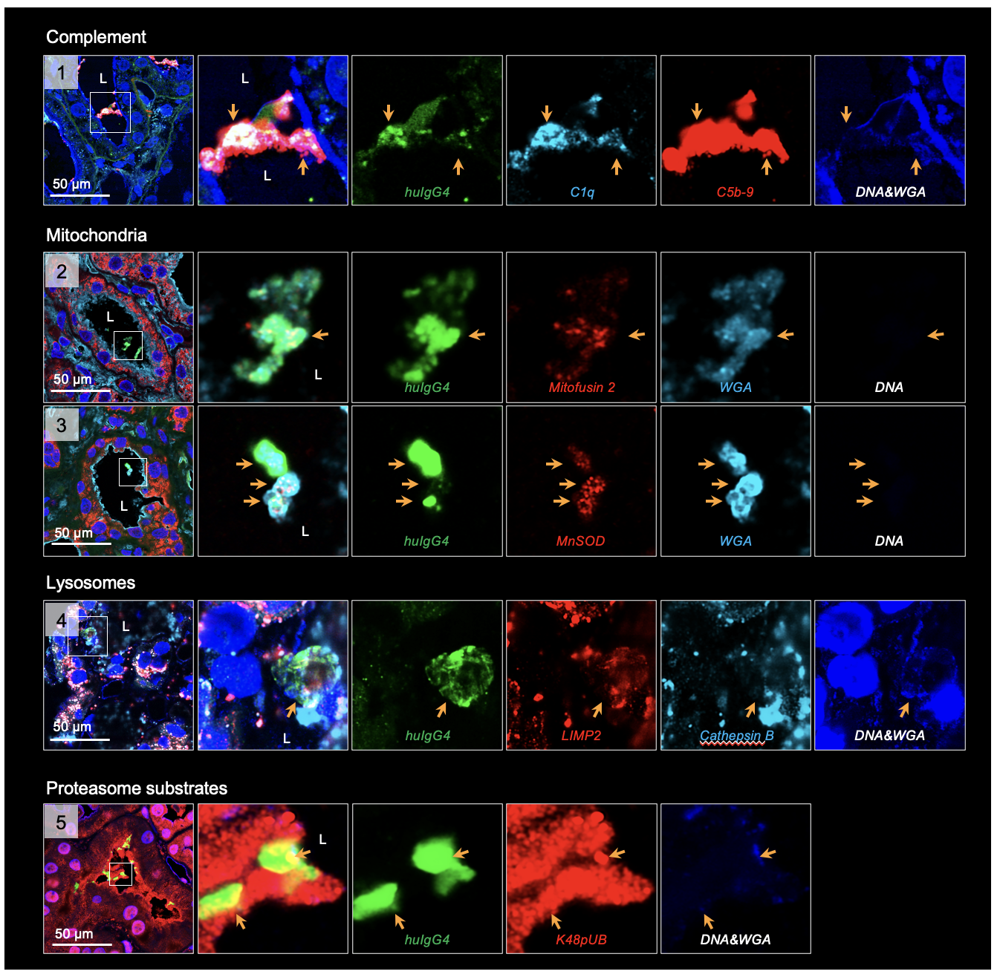 Complement
1
L
50 µm
L
L
huIgG4
C1q
C5b-9
DNA&WGA
Mitochondria
2
L
50 µm
L
huIgG4
Mitofusin 2
WGA
DNA
3
L
50 µm
L
huIgG4
MnSOD
WGA
DNA
Lysosomes
4
L
50 µm
L
huIgG4
LIMP2
Cathepsin B
DNA&WGA
Proteasome substrates
5
50 µm
L
huIgG4
K48pUB
DNA&WGA